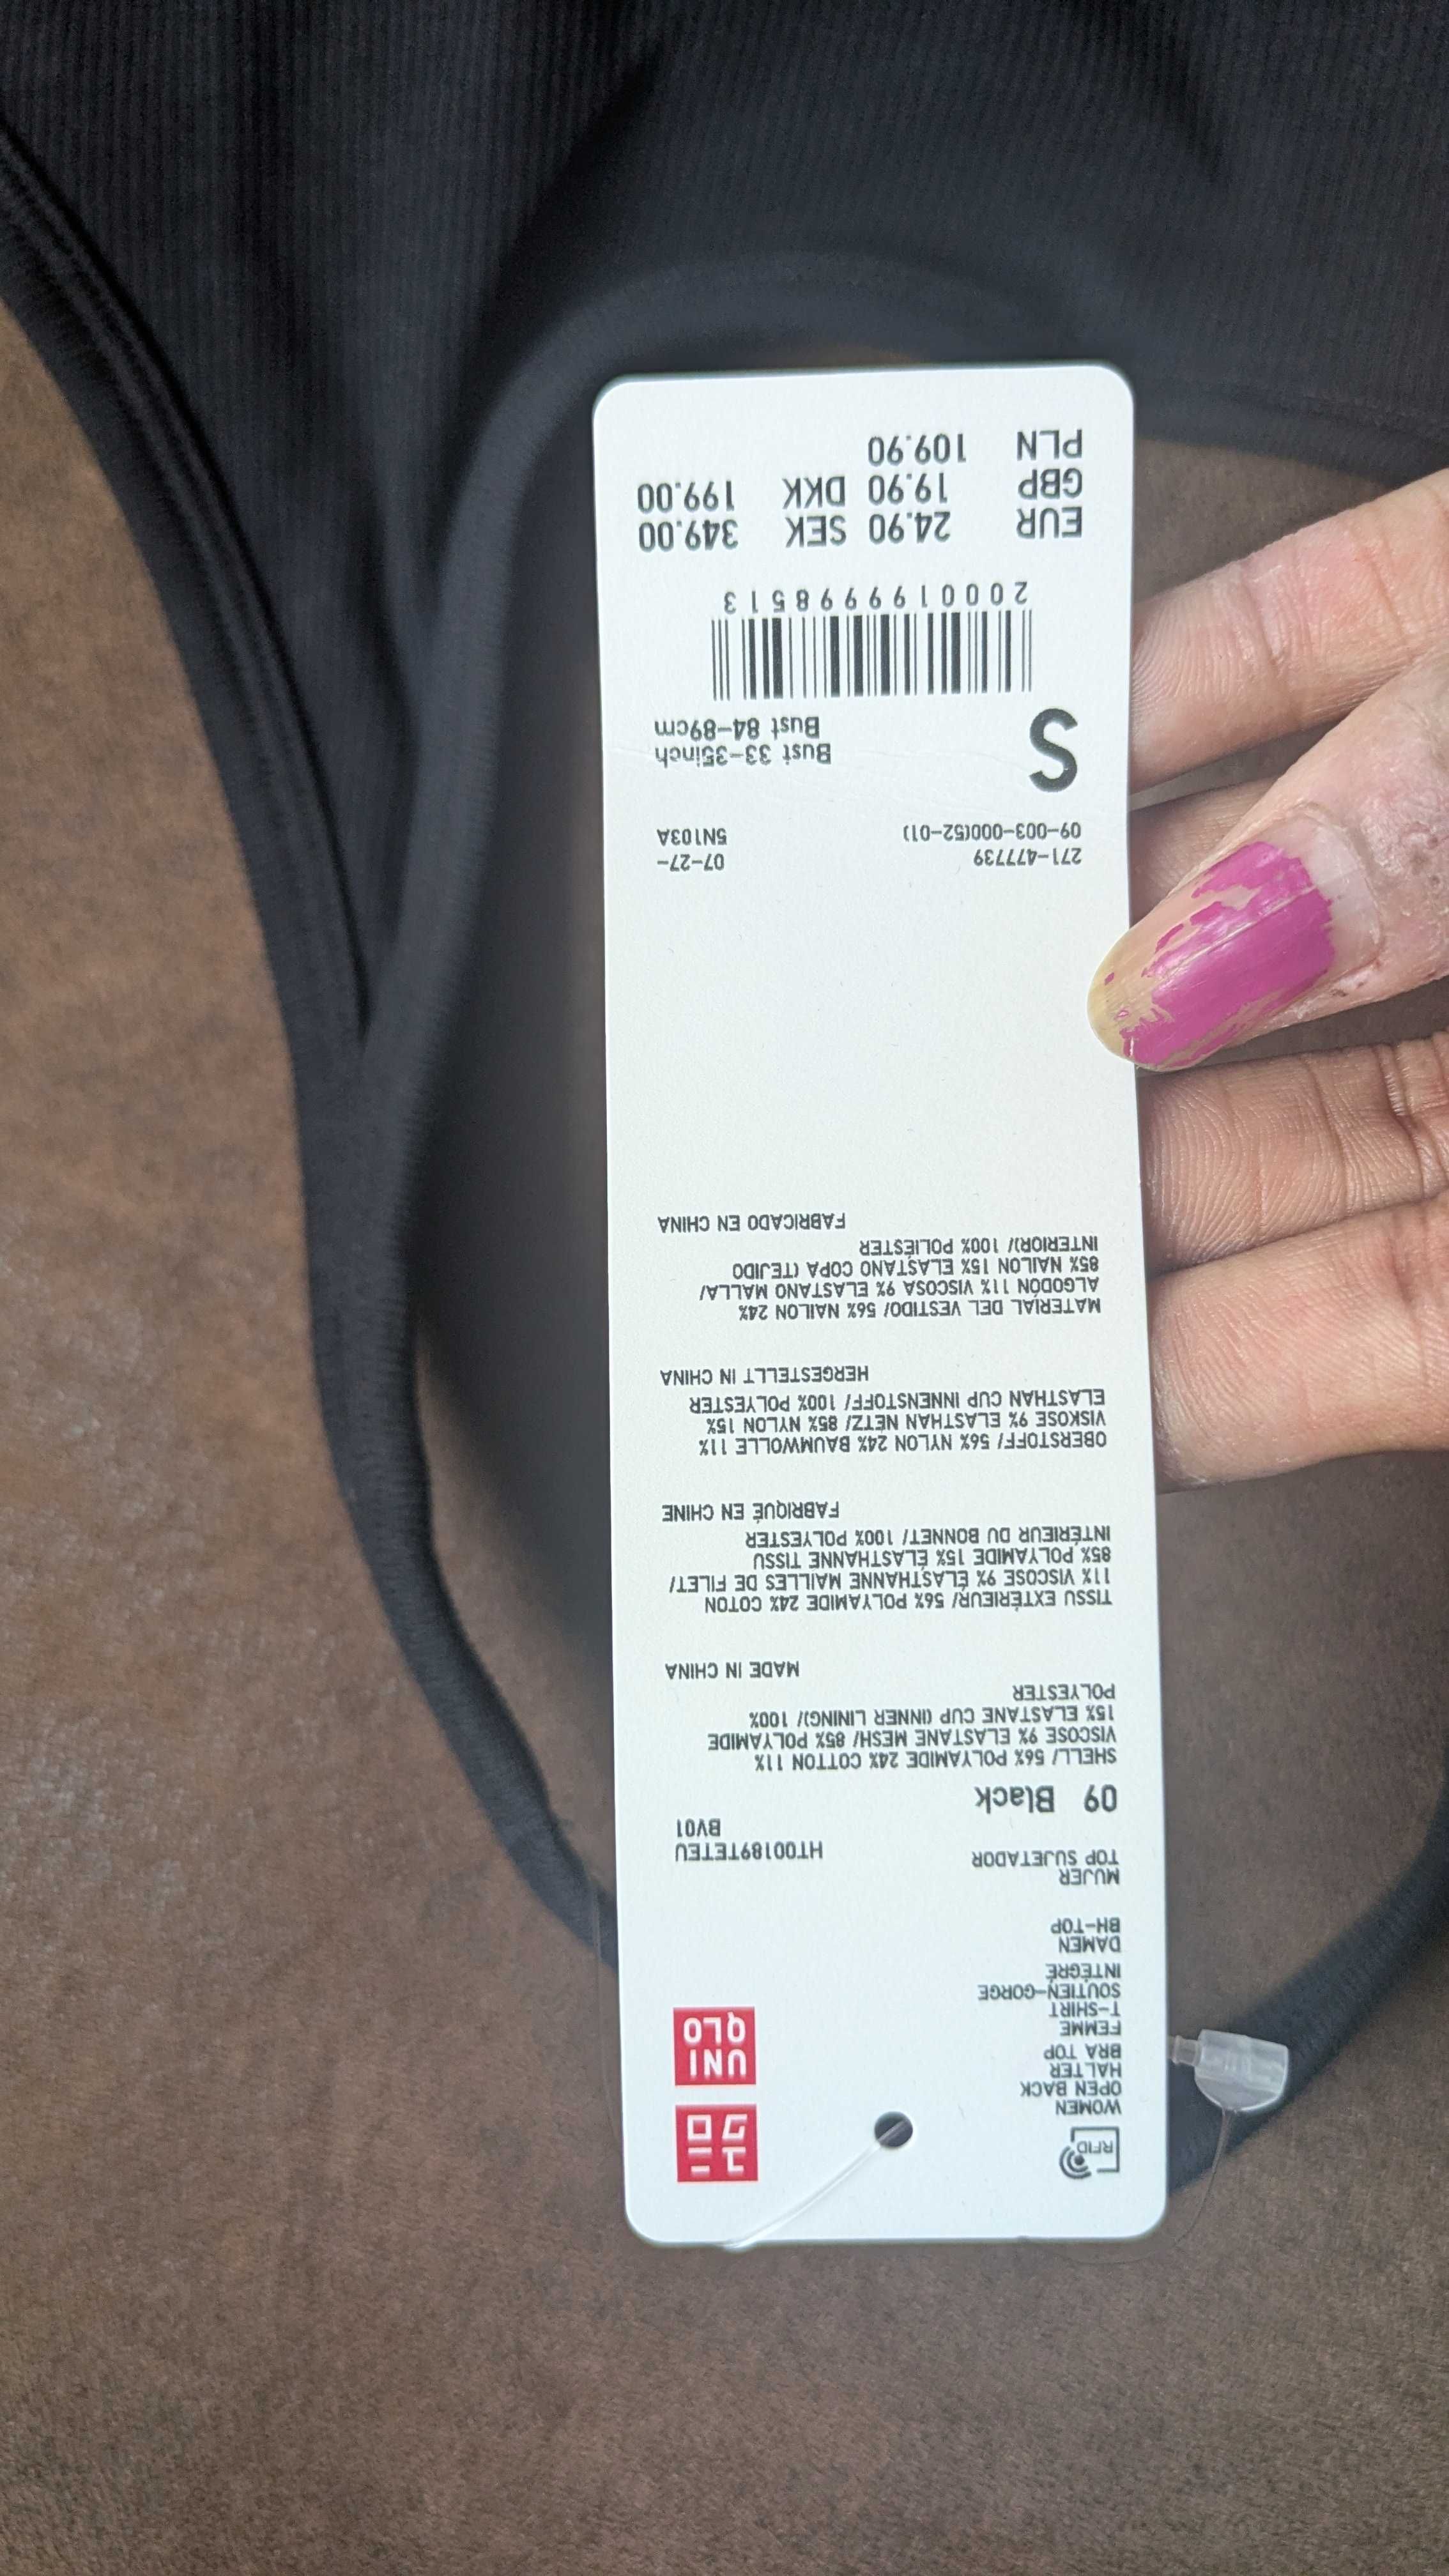 RFID
WOMEN
OPEN BACK
HALTER
BRA TOP
FEMME
T-SHIRT
SOUTIEN-GORGE
INTÉGRÉ
DAMEN
BH-TOP
MUJER
TOP SUJETADOR
ユニ
クロ
UNI
QLO
HT00189TETEU
BV01
09 Black
SHELL/ 56% POLYAMIDE 24% COTTON 11%
VISCOSE 9% ELASTANE MESH/ 85% POLYAMIDE
15% ELASTANE CUP (INNER LINING)/ 100%
POLYESTER
MADE IN CHINA
TISSU EXTÉRIEUR/ 56% POLYAMIDE 24% COTON
11% VISCOSE 9% ÉLASTHANNE MAILLES DE FILET/
85% POLYAMIDE 15% ÉLASTHANNE TISSU
INTÉRIEUR DU BONNET/ 100% POLYESTER
FABRIQUÉ EN CHINE
OBERSTOFF/ 56% NYLON 24% BAUMWOLLE 11%
VISKOSE 9% ELASTHAN NETZ/ 85% NYLON 15%
ELASTHAN CUP INNENSTOFF/ 100% POLYESTER
HERGESTELLT IN CHINA
MATERIAL DEL VESTIDO/ 56% NAILON 24%
ALGODÓN 11% VISCOSA 9% ELASTANO MALLA/
85% NAILON 15% ELASTANO COPA (TEJIDO
INTERIOR)/ 100% POLIÉSTER
FABRICADO EN CHINA
271-477739 07-27-
09-003-000(52-01) 5N103A
S
Bust 33-35inch
Bust 84-89cm
2000199998513
EUR 24.90 SEK 349.00
GBP 19.90 DKK 199.00
PLN 109.90